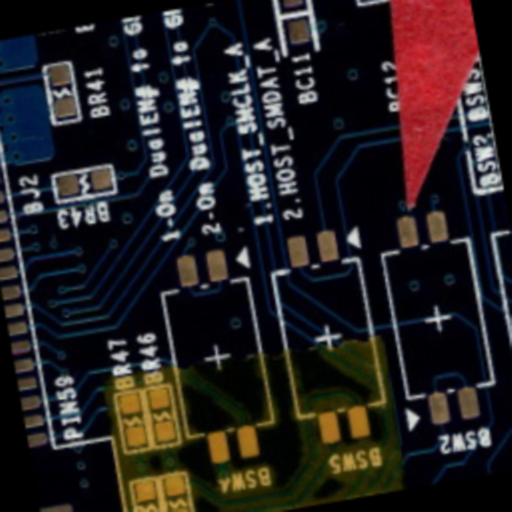 BR41
DualEN# to G
DualEN# to G
1-On
2-On
1.HOST_SMCLK_A
2.HOST_SMDAT_A
BC11
BC12
BSW3
BSW2
BJ2
BR43
BR47
BR46
PIN59
BSW4
BSW5
BSW2